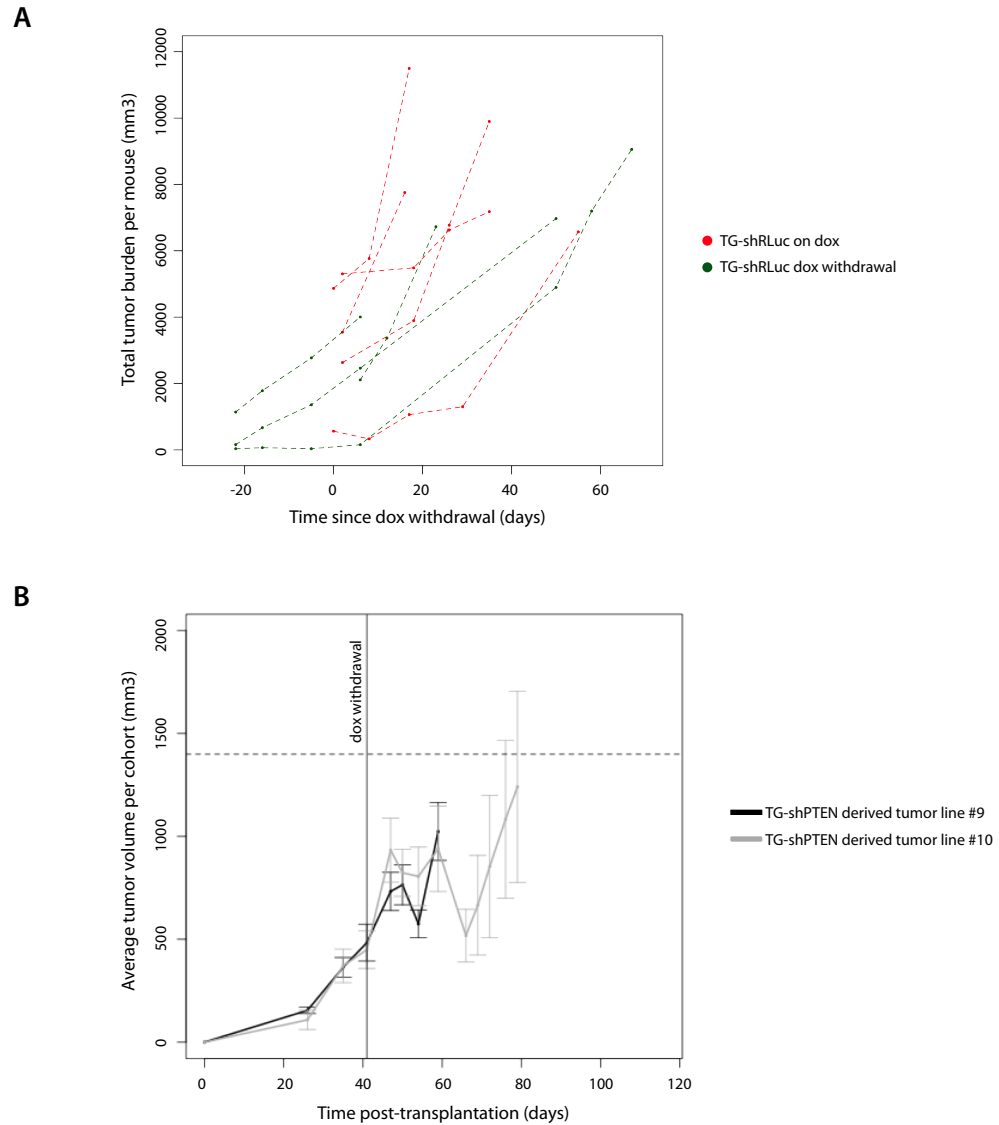 A
Total tumor burden per mouse (mm3)
12000
10000
8000
6000
4000
2000
0
-20 0 20 40 60
Time since dox withdrawal (days)
TG-shRLuc on dox
TG-shRLuc dox withdrawal
B
Average tumor volume per cohort (mm3)
2000
1500
1000
500
0
dox withdrawal
0 20 40 60 80 100 120
Time post-transplantation (days)
TG-shPTEN derived tumor line #9
TG-shPTEN derived tumor line #10